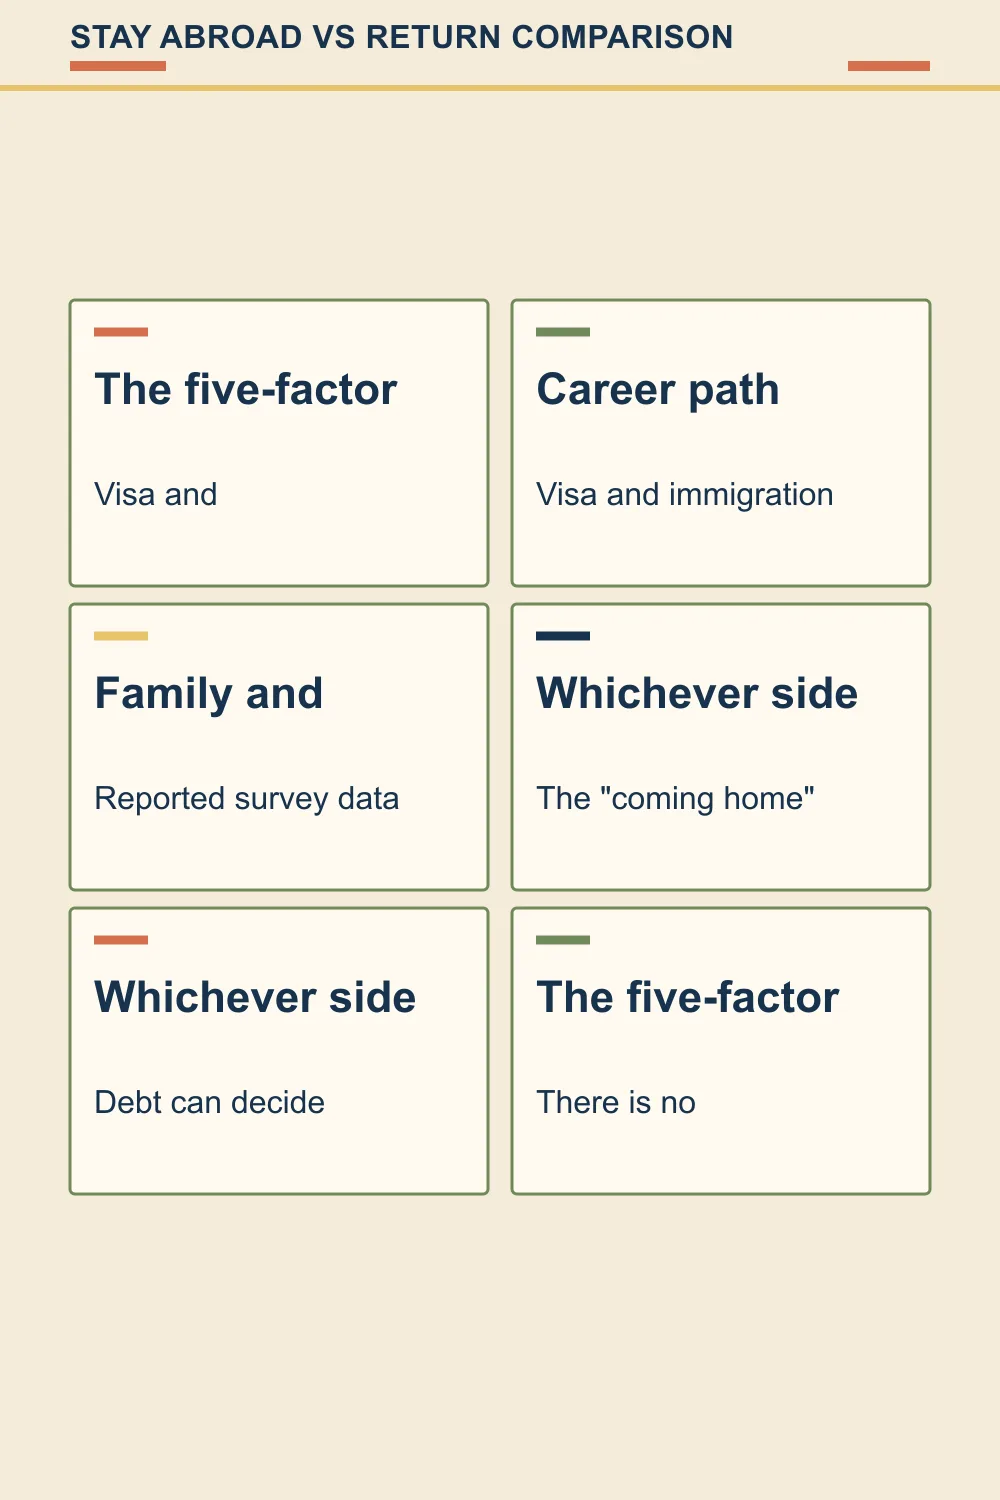 STAY ABROAD VS RETURN COMPARISON
The five-factor
Visa and
Career path
Visa and immigration
Family and
Reported survey data
Whichever side
The "coming home"
Whichever side
Debt can decide
The five-factor
There is no